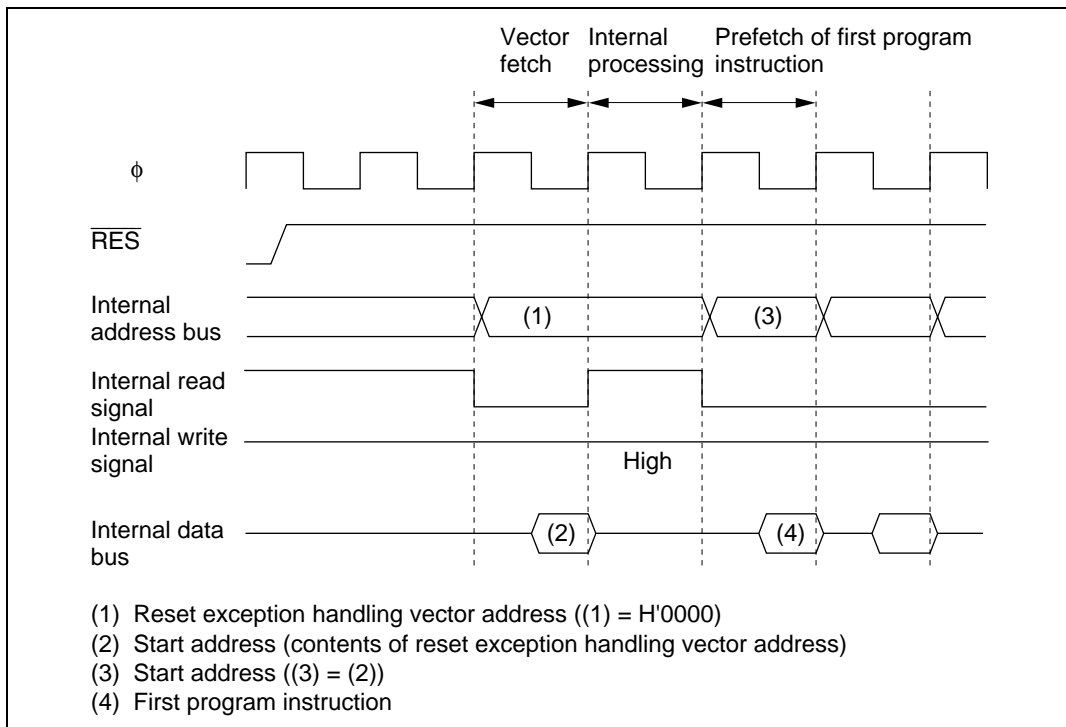 Vector
fetch
Internal
processing
Prefetch of first program
instruction
ϕ
RES
Internal
address bus
(1)
(3)
Internal read
signal
Internal write
signal
High
Internal data
bus
(2)
(4)
(1) Reset exception handling vector address ((1) = H'0000)
(2) Start address (contents of reset exception handling vector address)
(3) Start address ((3) = (2))
(4) First program instruction